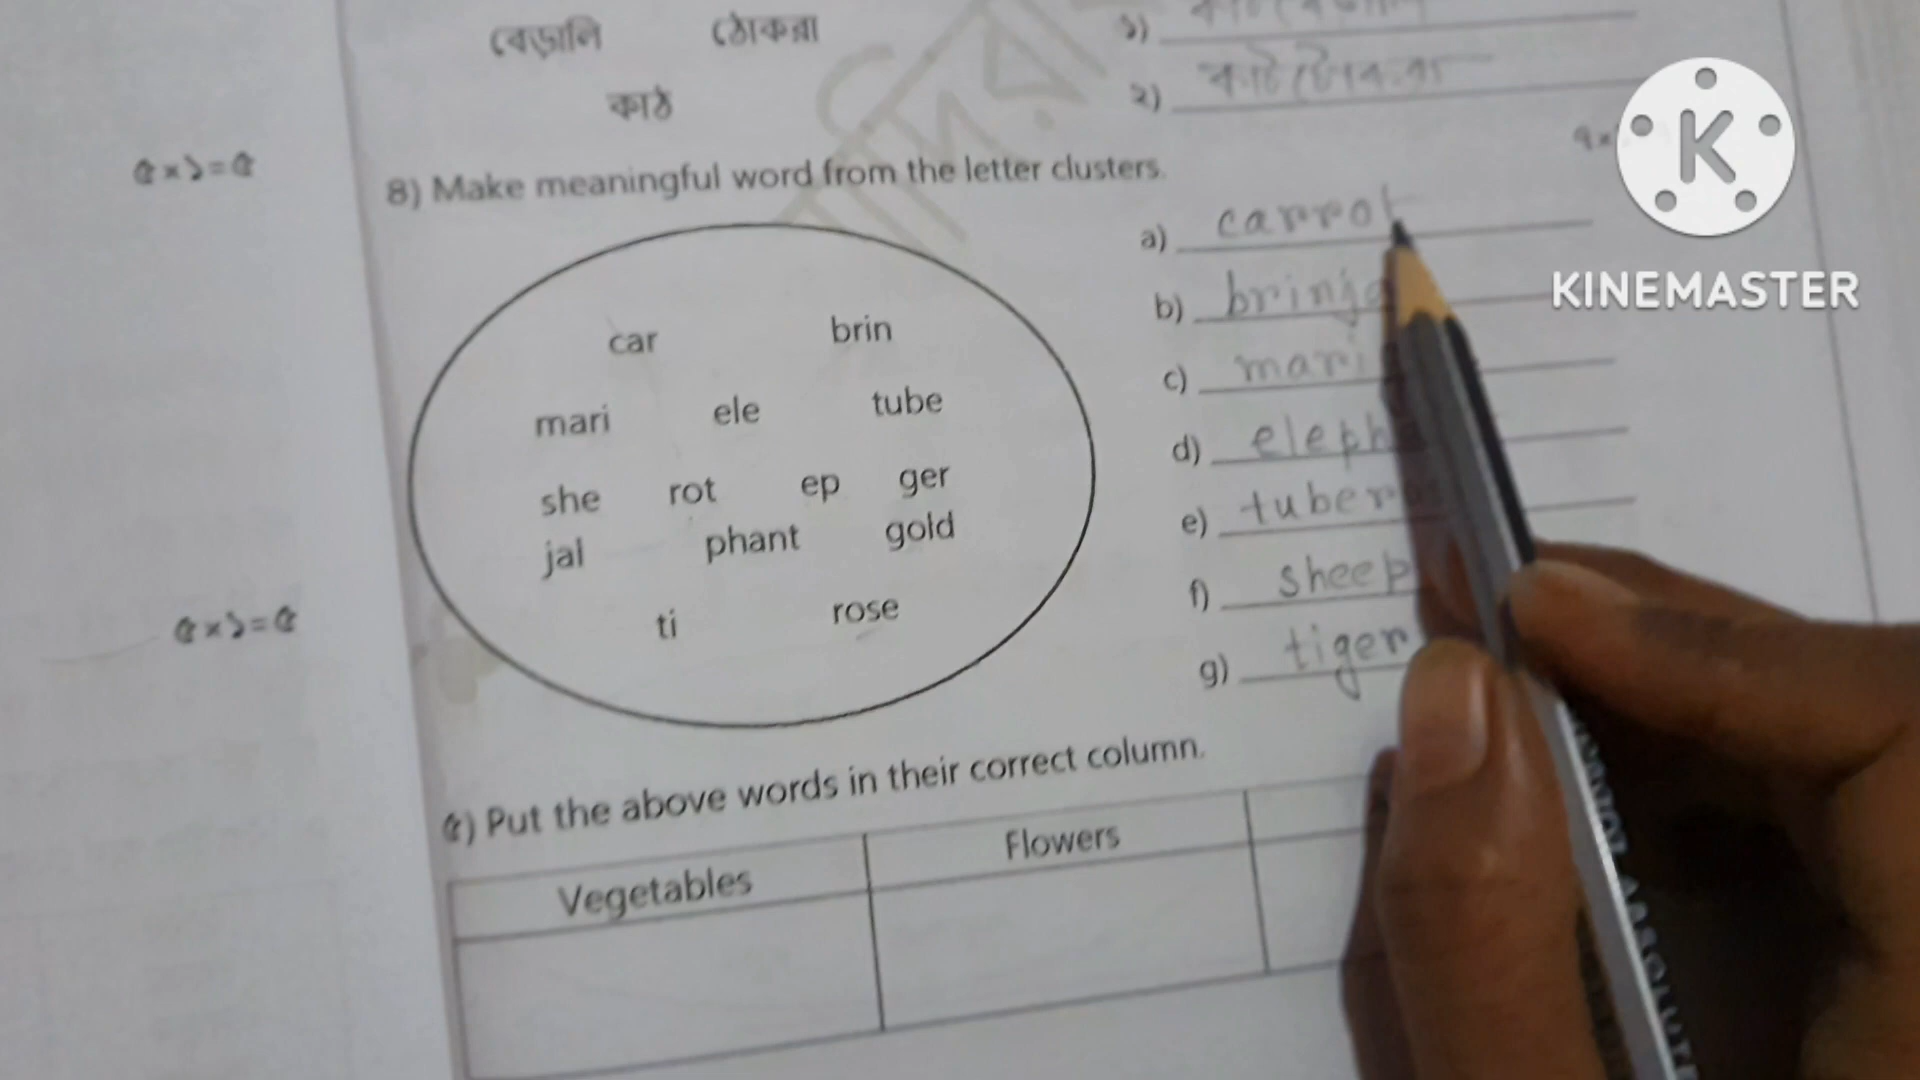 বেড়ালি ঠোকরা
কাঠ
১)
২)
৫×১=৫
8) Make meaningful word from the letter clusters.
car brin
mari ele tube
she rot ep ger
jal phant gold
ti rose
a) carrot
b) brinja
c) mari
d) eleph
e) tuber
f) sheep
g) tiger
৫×১=৫
৫) Put the above words in their correct column.
Vegetables Flowers
K
KINEMASTER